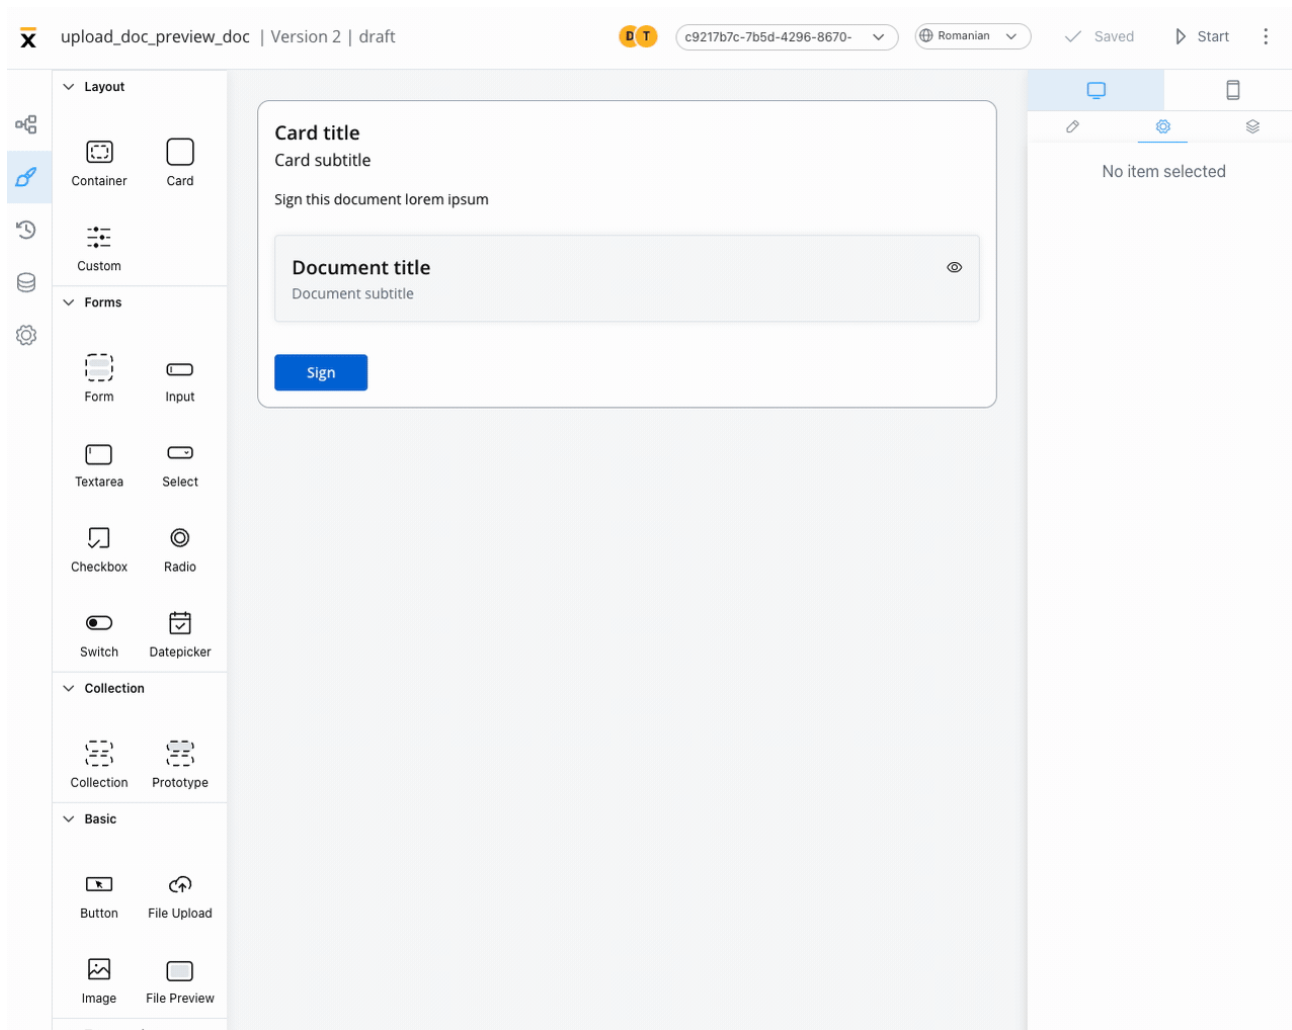 upload_doc_preview_doc | Version 2 | draft
D T
c9217b7c-7b5d-4296-8670-
Romanian
Saved
Start
Layout
Container
Card
Custom
Forms
Form
Input
Textarea
Select
Checkbox
Radio
Switch
Datepicker
Collection
Collection
Prototype
Basic
Button
File Upload
Image
File Preview
Card title
Card subtitle
Sign this document lorem ipsum
Document title
Document subtitle
Sign
No item selected